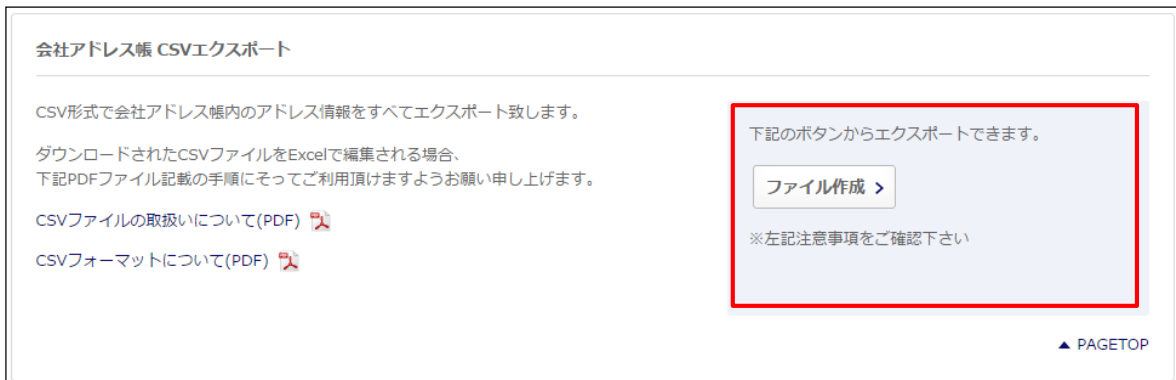 会社アドレス帳 CSVエクスポート
CSV形式で会社アドレス帳内のアドレス情報をすべてエクスポート致します。
ダウンロードされたCSVファイルをExcelで編集される場合、
下記PDFファイル記載の手順にそってご利用頂けますようお願い申し上げます。
CSVファイルの取扱いについて(PDF)
CSVフォーマットについて(PDF)
下記のボタンからエクスポートできます。
ファイル作成 >
※左記注意事項をご確認下さい
▲ PAGETOP